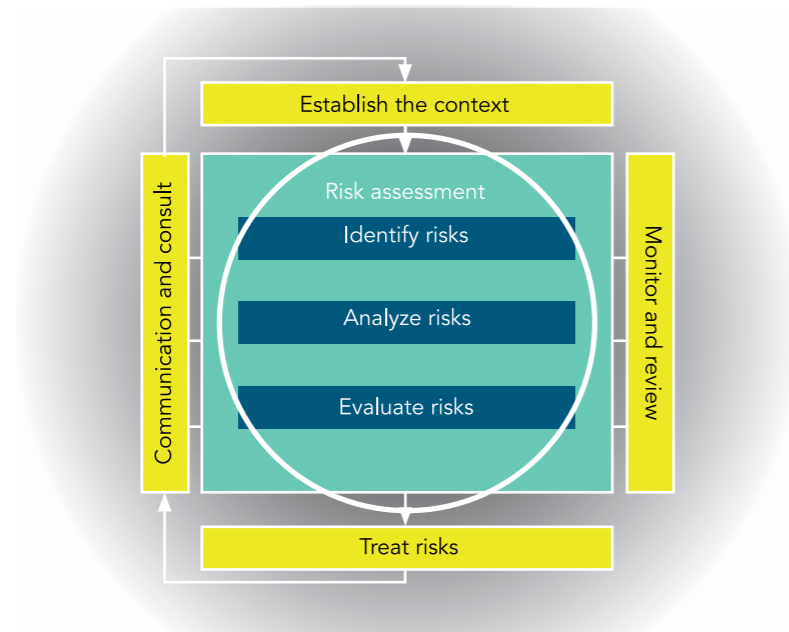 Establish the context
Communication and consult
Risk assessment
Identify risks
Analyze risks
Evaluate risks
Monitor and review
Treat risks